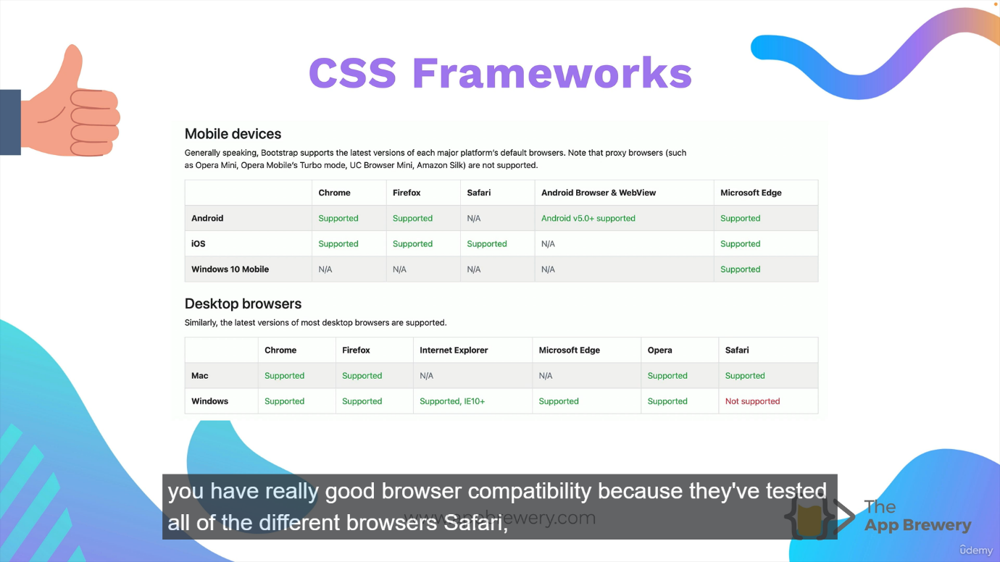 CSS Frameworks
Mobile devices
Generally speaking, Bootstrap supports the latest versions of each major platform's default browsers. Note that proxy browsers (such
as Opera Mini, Opera Mobile's Turbo mode, UC Browser Mini, Amazon Silk) are not supported.
Chrome Firefox Safari Android Browser & WebView Microsoft Edge
Android Supported Supported N/A Android v5.0+ supported Supported
iOS Supported Supported Supported N/A Supported
Windows 10 Mobile N/A N/A N/A N/A Supported
Desktop browsers
Similarly, the latest versions of most desktop browsers are supported.
Chrome Firefox Internet Explorer Microsoft Edge Opera Safari
Mac Supported Supported N/A N/A Supported Supported
Windows Supported Supported Supported, IE10+ Supported Supported Not supported
you have really good browser compatibility because they've tested
all of the different browsers Safari,
www.appbrewery.com
The
App Brewery
ûdemy